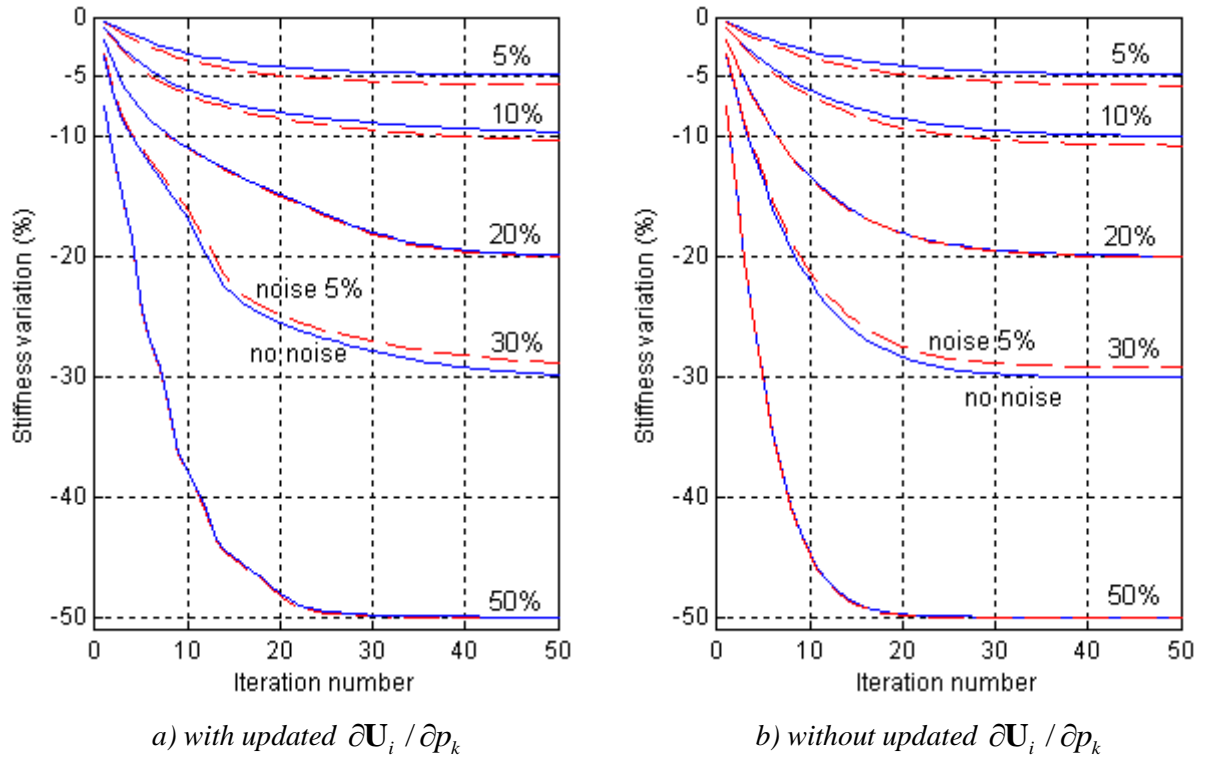 0
-5
-10
-20
-30
-40
-50
0 10 20 30 40 50
Stiffness variation (%)
Iteration number
5%
10%
20%
noise 5%
no noise
30%
50%
a) with updated ∂U_i / ∂p_k
0
-5
-10
-20
-30
-40
-50
0 10 20 30 40 50
Stiffness variation (%)
Iteration number
5%
10%
20%
noise 5%
30%
no noise
50%
b) without updated ∂U_i / ∂p_k